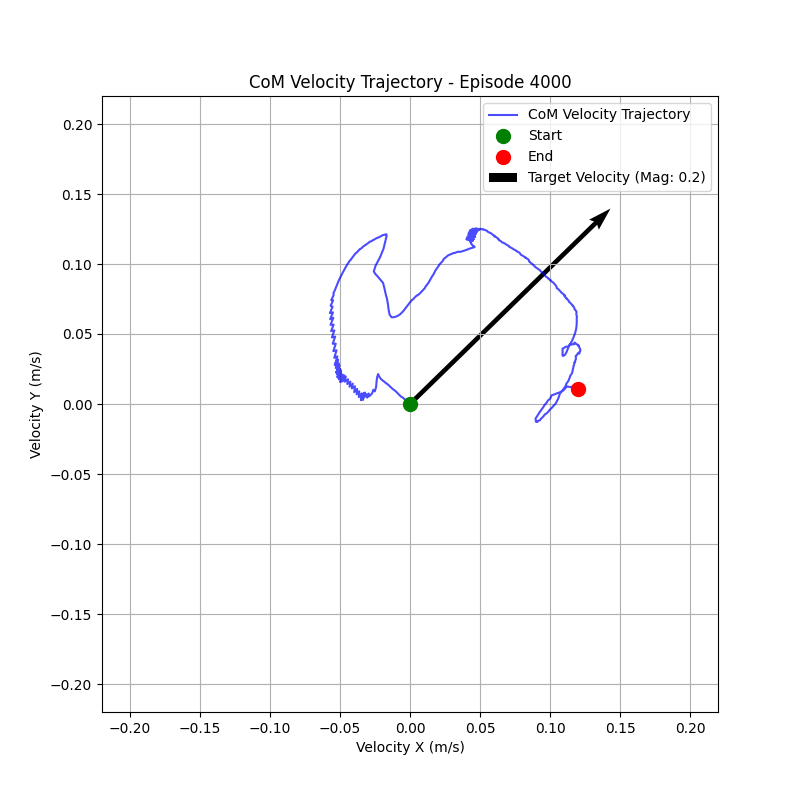 CoM Velocity Trajectory - Episode 4000
CoM Velocity Trajectory
Start
End
Target Velocity (Mag: 0.2)
0.20
0.15
0.10
0.05
0.00
−0.05
−0.10
−0.15
−0.20
Velocity Y (m/s)
−0.20 −0.15 −0.10 −0.05 0.00 0.05 0.10 0.15 0.20
Velocity X (m/s)